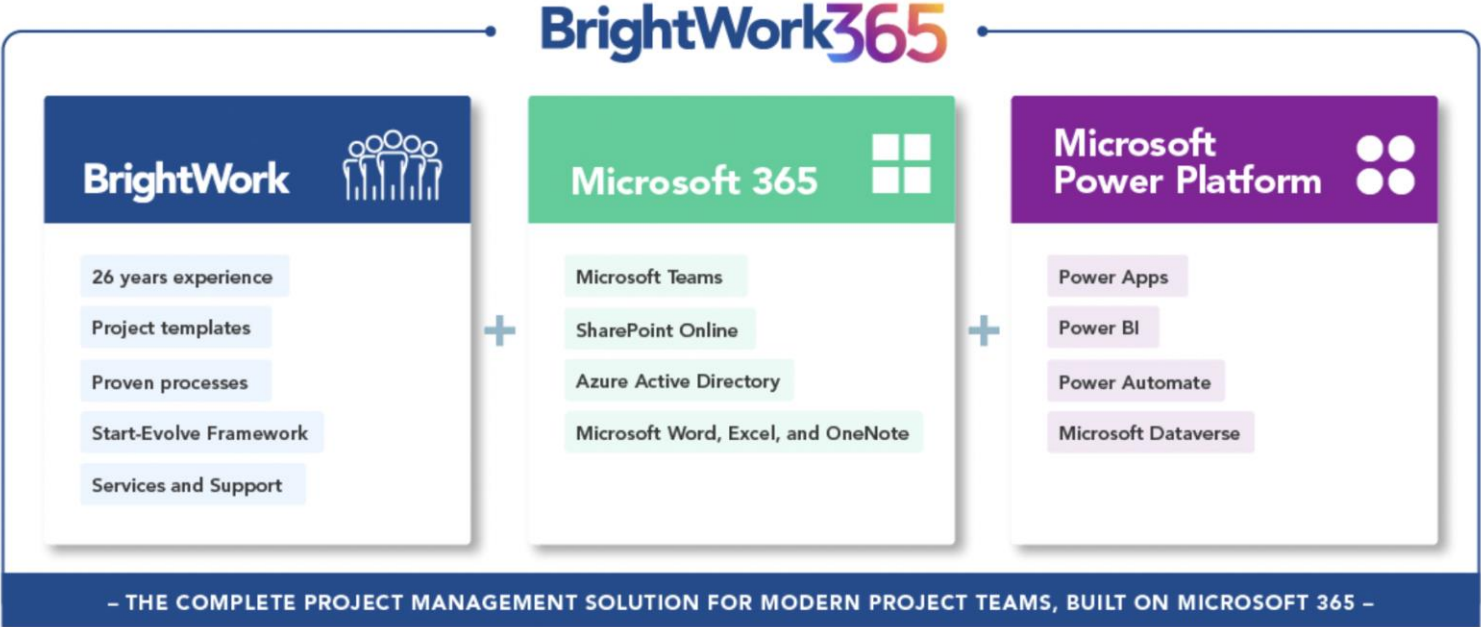 BrightWork365
BrightWork
26 years experience
Project templates
Proven processes
Start-Evolve Framework
Services and Support
+
Microsoft 365
Microsoft Teams
SharePoint Online
Azure Active Directory
Microsoft Word, Excel, and OneNote
+
Microsoft
Power Platform
Power Apps
Power BI
Power Automate
Microsoft Dataverse
– THE COMPLETE PROJECT MANAGEMENT SOLUTION FOR MODERN PROJECT TEAMS, BUILT ON MICROSOFT 365 –